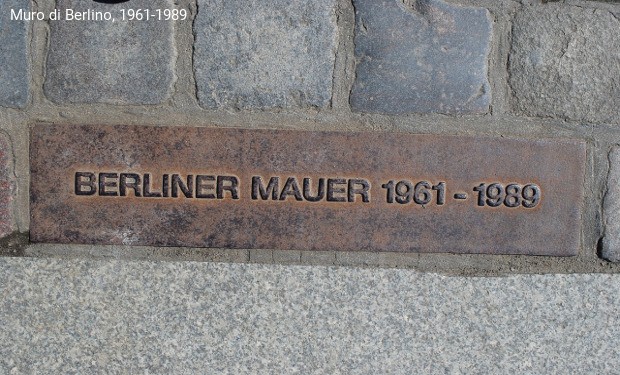 Muro di Berlino, 1961-1989
BERLINER MAUER 1961 - 1989